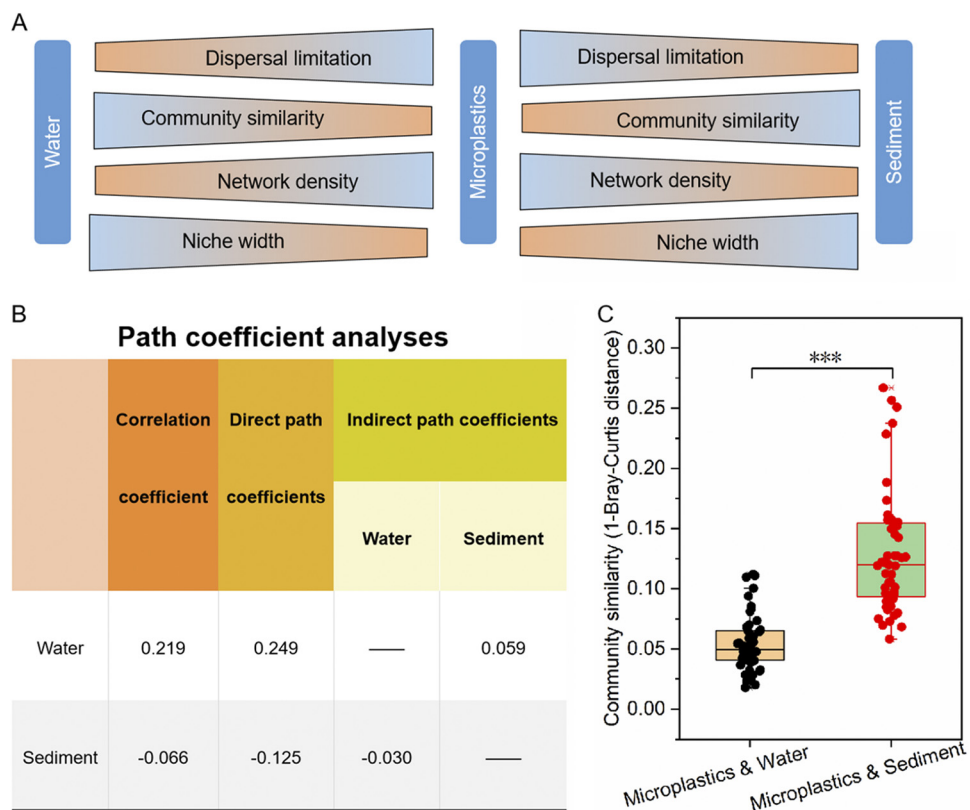 A
Water
Dispersal limitation
Community similarity
Network density
Niche width
Microplastics
Dispersal limitation
Community similarity
Network density
Niche width
Sediment
B
Path coefficient analyses
Correlation
coefficient
Direct path
coefficients
Indirect path coefficients
Water
Sediment
Water
0.219
0.249
——
0.059
Sediment
-0.066
-0.125
-0.030
——
C
Community similarity (1-Bray-Curtis distance)
0.30
0.25
0.20
0.15
0.10
0.05
0.00
***
Microplastics & Water
Microplastics & Sediment